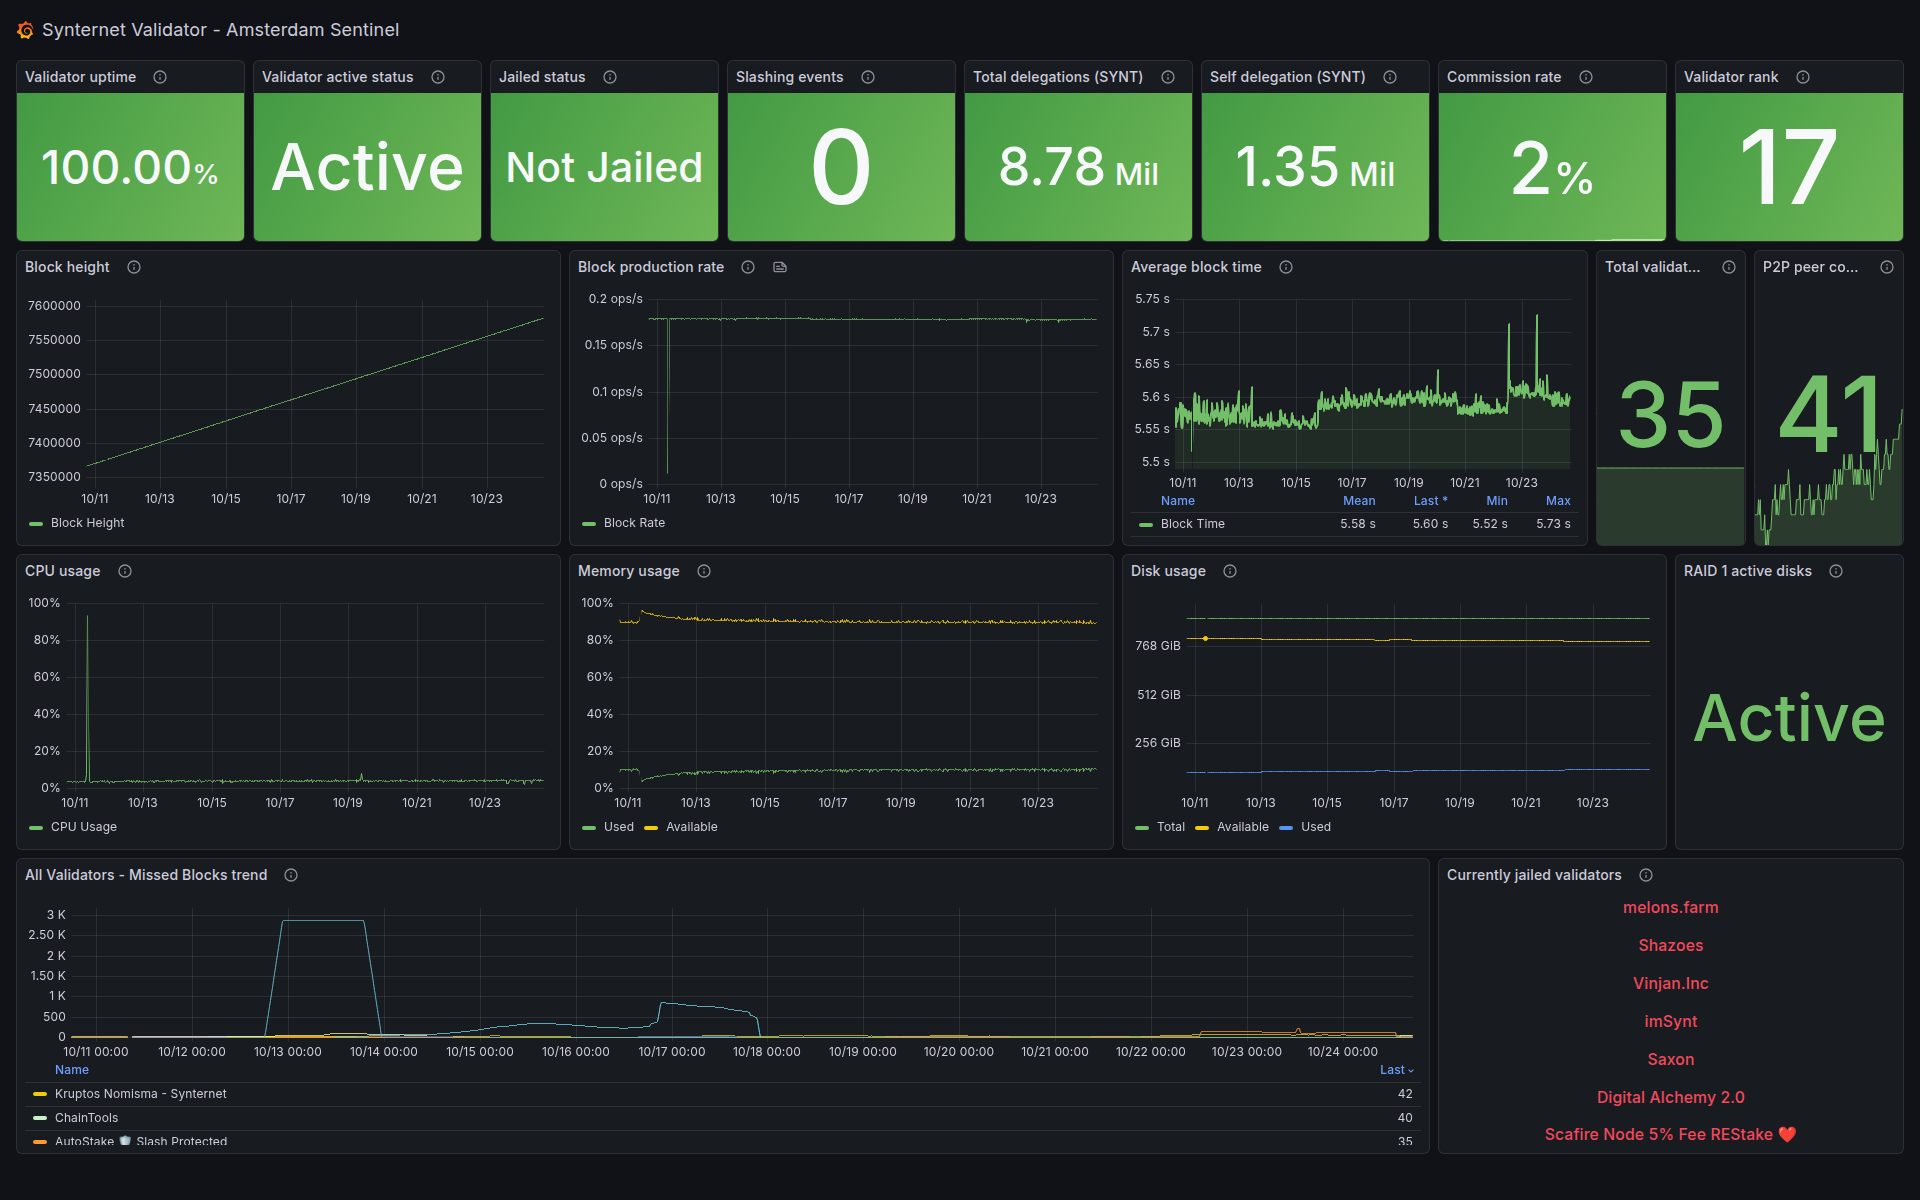 Synternet Validator - Amsterdam Sentinel
Validator uptime
100.00%
Validator active status
Active
Jailed status
Not Jailed
Slashing events
0
Total delegations (SYNT)
8.78 Mil
Self delegation (SYNT)
1.35 Mil
Commission rate
2%
Validator rank
17
Block height
7600000
7550000
7500000
7450000
7400000
7350000
10/11 10/13 10/15 10/17 10/19 10/21 10/23
Block Height
Block production rate
0.2 ops/s
0.15 ops/s
0.1 ops/s
0.05 ops/s
0 ops/s
10/11 10/13 10/15 10/17 10/19 10/21 10/23
Block Rate
Average block time
5.75 s
5.7 s
5.65 s
5.6 s
5.55 s
5.5 s
10/11 10/13 10/15 10/17 10/19 10/21 10/23
Name Mean Last * Min Max
Block Time 5.58 s 5.60 s 5.52 s 5.73 s
Total validat...
35
P2P peer co...
41
CPU usage
100%
80%
60%
40%
20%
0%
10/11 10/13 10/15 10/17 10/19 10/21 10/23
CPU Usage
Memory usage
100%
80%
60%
40%
20%
0%
10/11 10/13 10/15 10/17 10/19 10/21 10/23
Used Available
Disk usage
768 GiB
512 GiB
256 GiB
10/11 10/13 10/15 10/17 10/19 10/21 10/23
Total Available Used
RAID 1 active disks
Active
All Validators - Missed Blocks trend
3 K
2.50 K
2 K
1.50 K
1 K
500
0
10/11 00:00 10/12 00:00 10/13 00:00 10/14 00:00 10/15 00:00 10/16 00:00 10/17 00:00 10/18 00:00 10/19 00:00 10/20 00:00 10/21 00:00 10/22 00:00 10/23 00:00 10/24 00:00
Name Last
Kruptos Nomisma - Synternet 42
ChainTools 40
AutoStake 🛡️ Slash Protected 35
Currently jailed validators
melons.farm
Shazoes
Vinjan.Inc
imSynt
Saxon
Digital Alchemy 2.0
Scafire Node 5% Fee REStake ❤️